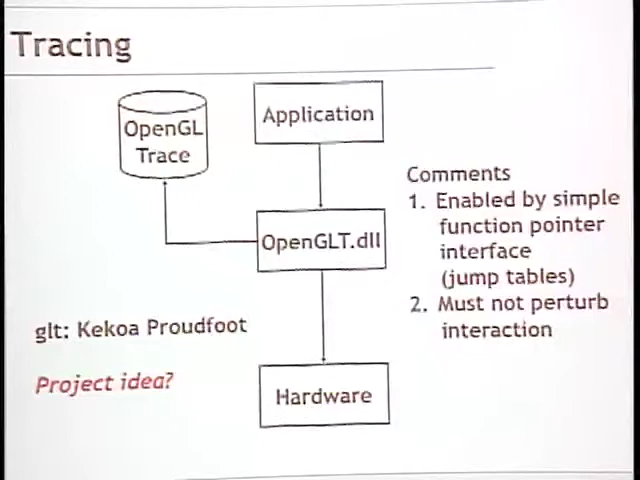 Tracing
OpenGL
Trace
Application
OpenGLT.dll
Hardware
Comments
1. Enabled by simple
function pointer
interface
(jump tables)
2. Must not perturb
interaction
glt: Kekoa Proudfoot
Project idea?